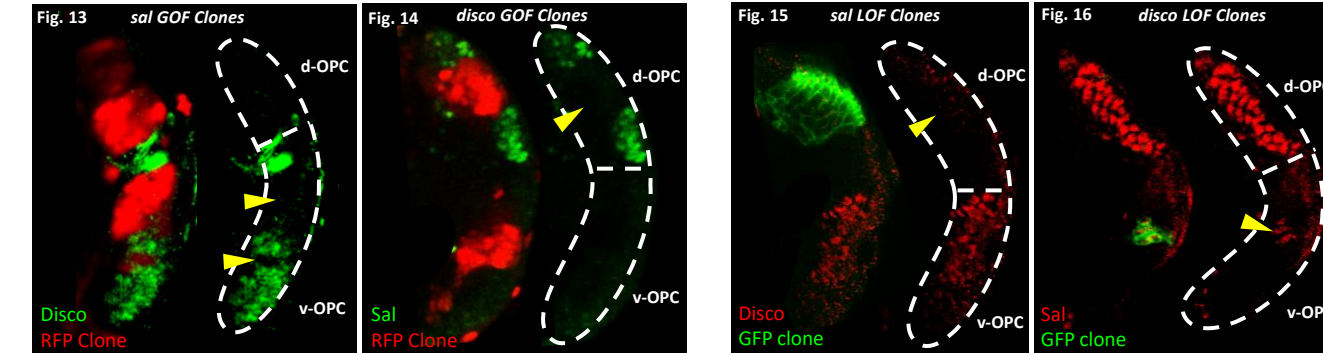 Fig. 13 sal GOF Clones
d-OPC
v-OPC
Disco
RFP Clone
Fig. 14 disco GOF Clones
d-OPC
v-OPC
Sal
RFP Clone
Fig. 15 sal LOF Clones
d-OPC
v-OPC
Disco
GFP clone
Fig. 16 disco LOF Clones
d-OPC
v-OP
Sal
GFP clone